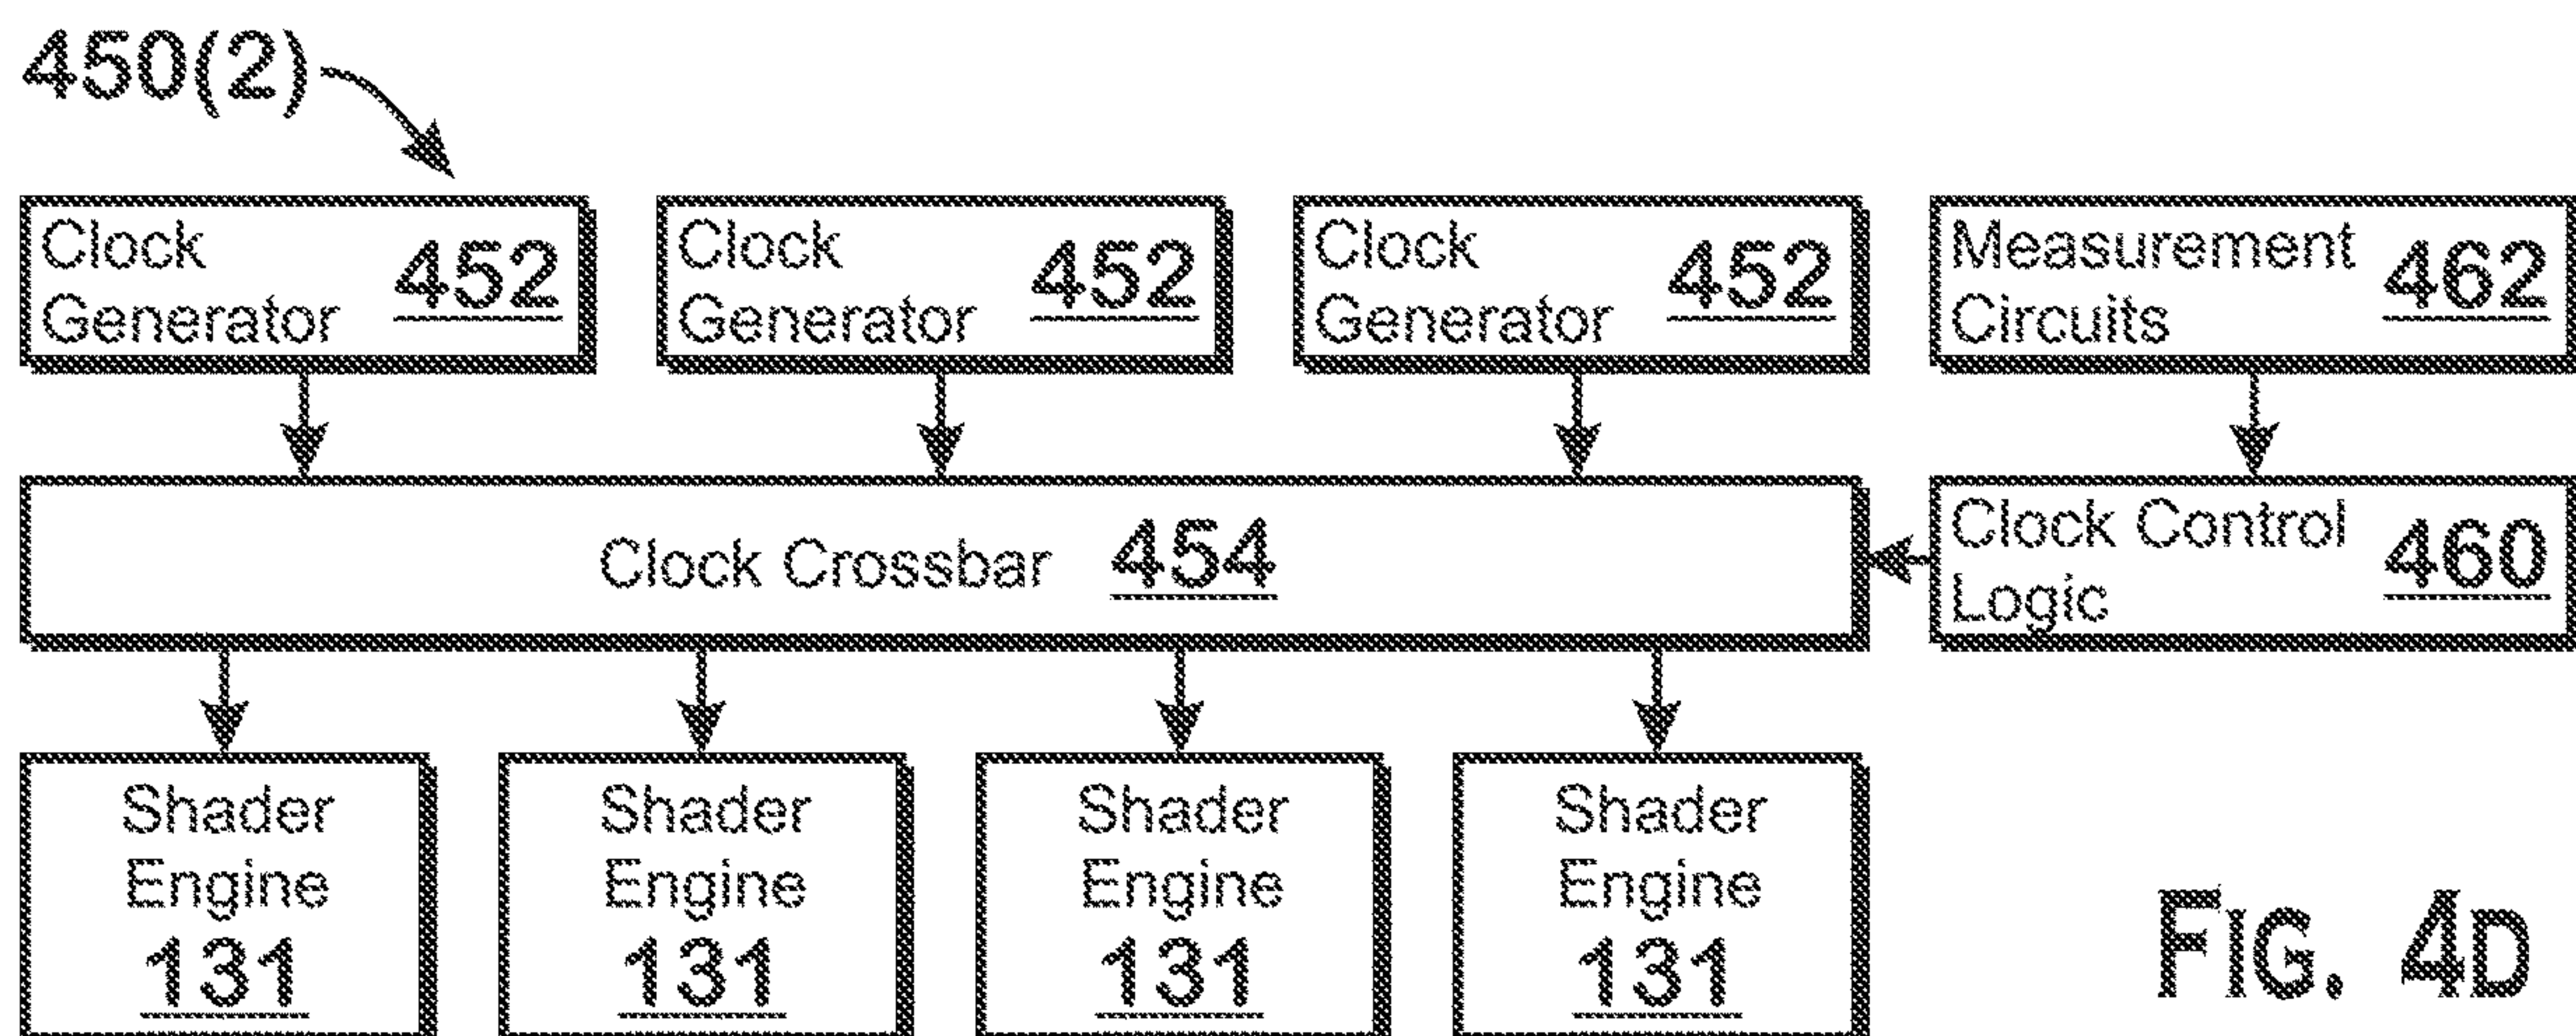 450(2)
Clock
Generator 452
Clock
Generator 452
Clock
Generator 452
Measurement
Circuits 462
Clock Crossbar 454
Clock Control
Logic 460
Shader
Engine
131
Shader
Engine
131
Shader
Engine
131
Shader
Engine
131
FIG. 4D